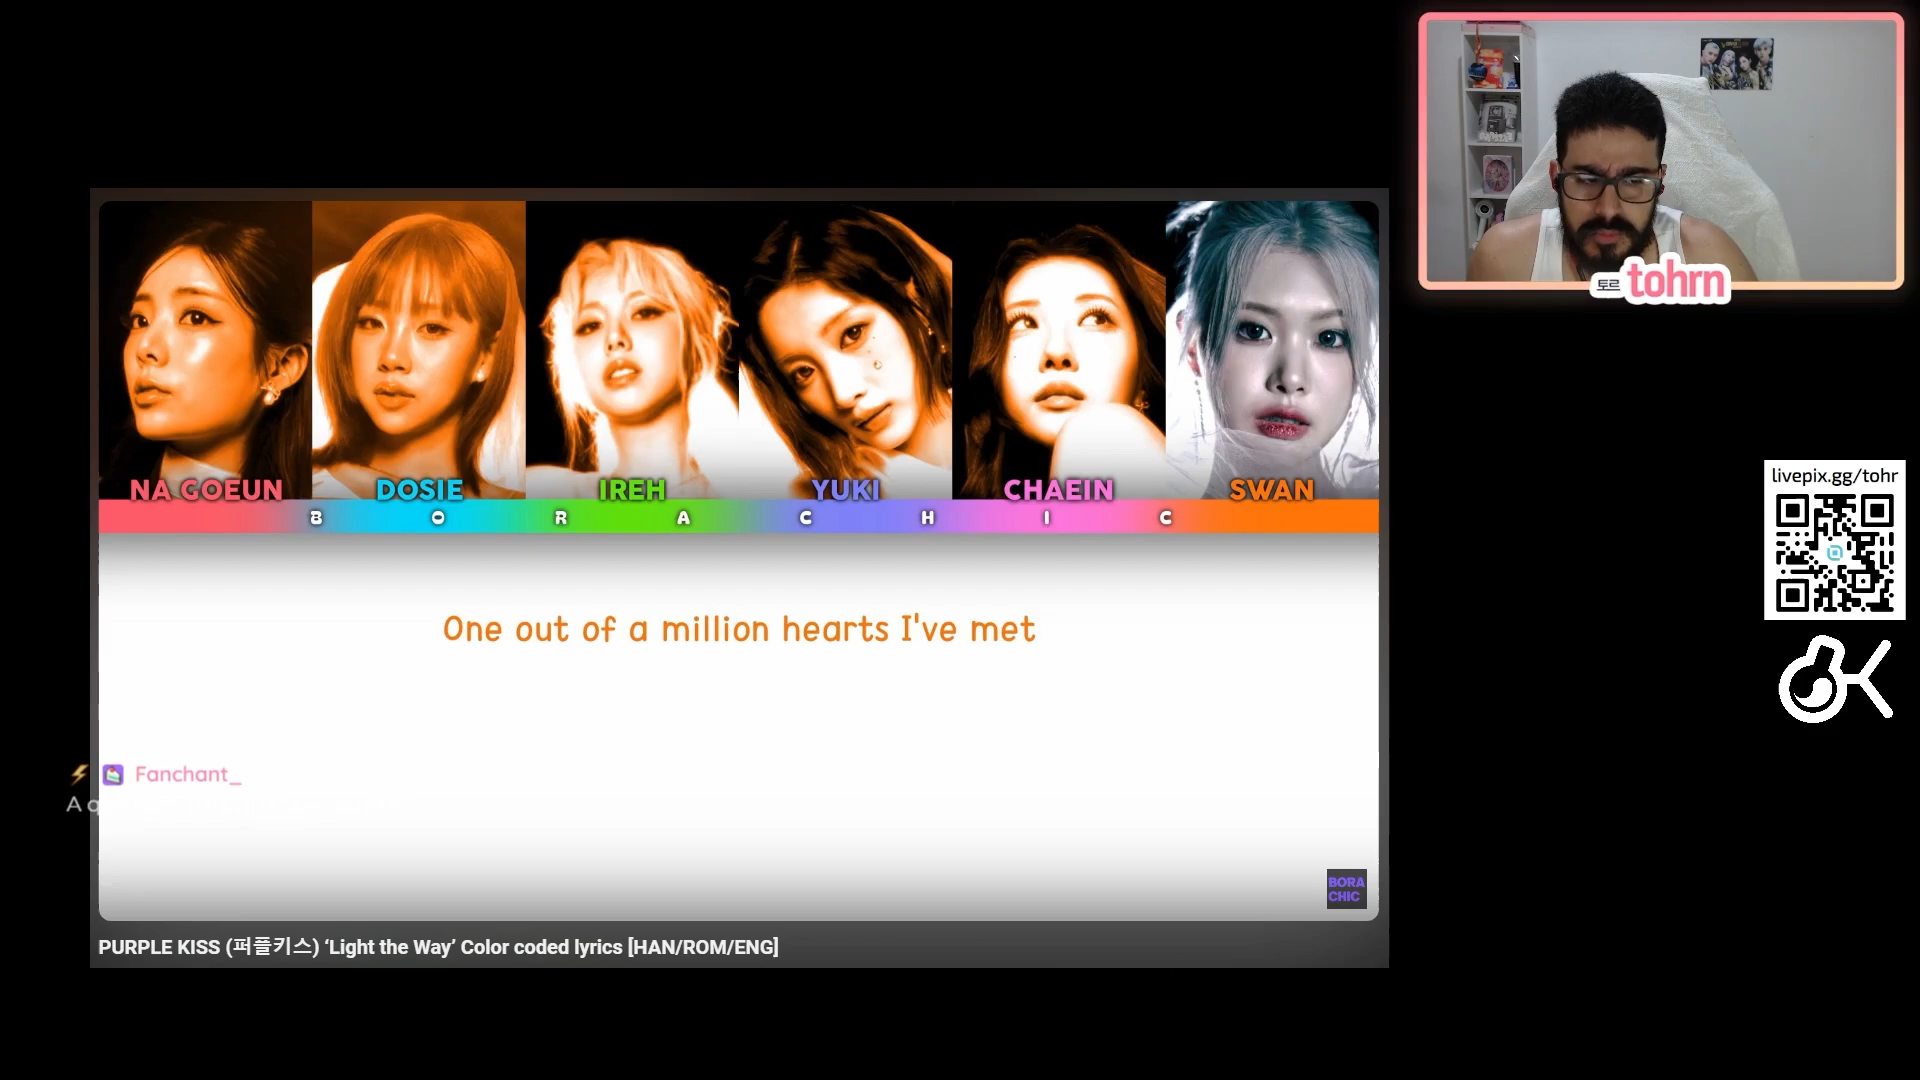 토르 tohrn
livepix.gg/tohr
NA GOEUN
DOSIE
IREH
YUKI
CHAEIN
SWAN
B O R A C H I C
One out of a million hearts I've met
Fanchant_
A
BORA
CHIC
PURPLE KISS (퍼플키스) ‘Light the Way’ Color coded lyrics [HAN/ROM/ENG]